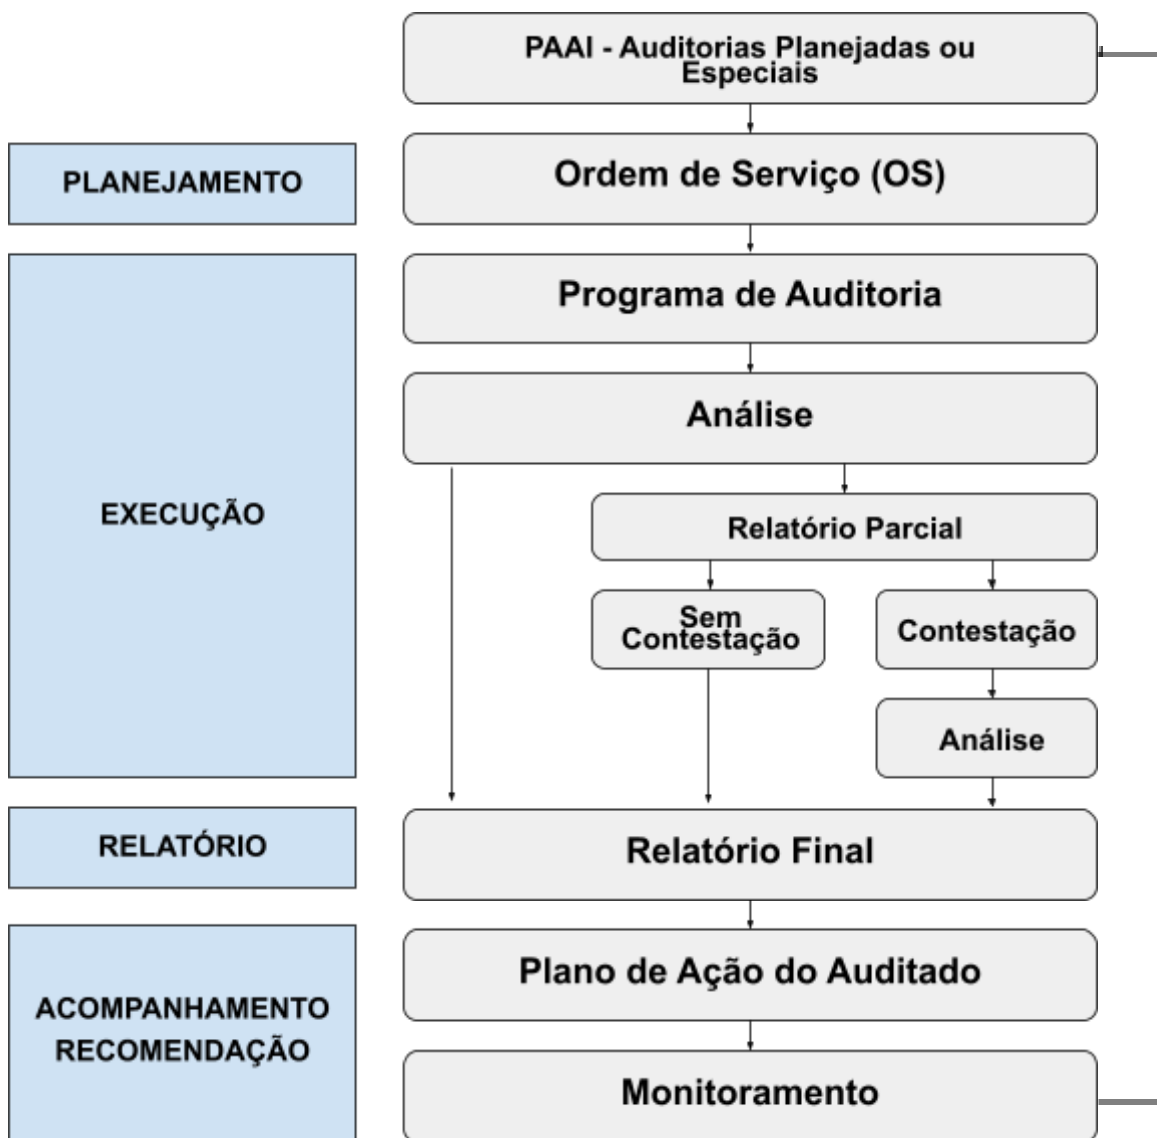 PAAI - Auditorias Planejadas ou
Especiais
PLANEJAMENTO
Ordem de Serviço (OS)
Programa de Auditoria
Análise
EXECUÇÃO
Relatório Parcial
Sem
Contestação
Contestação
Análise
RELATÓRIO
Relatório Final
Plano de Ação do Auditado
ACOMPANHAMENTO
RECOMENDAÇÃO
Monitoramento